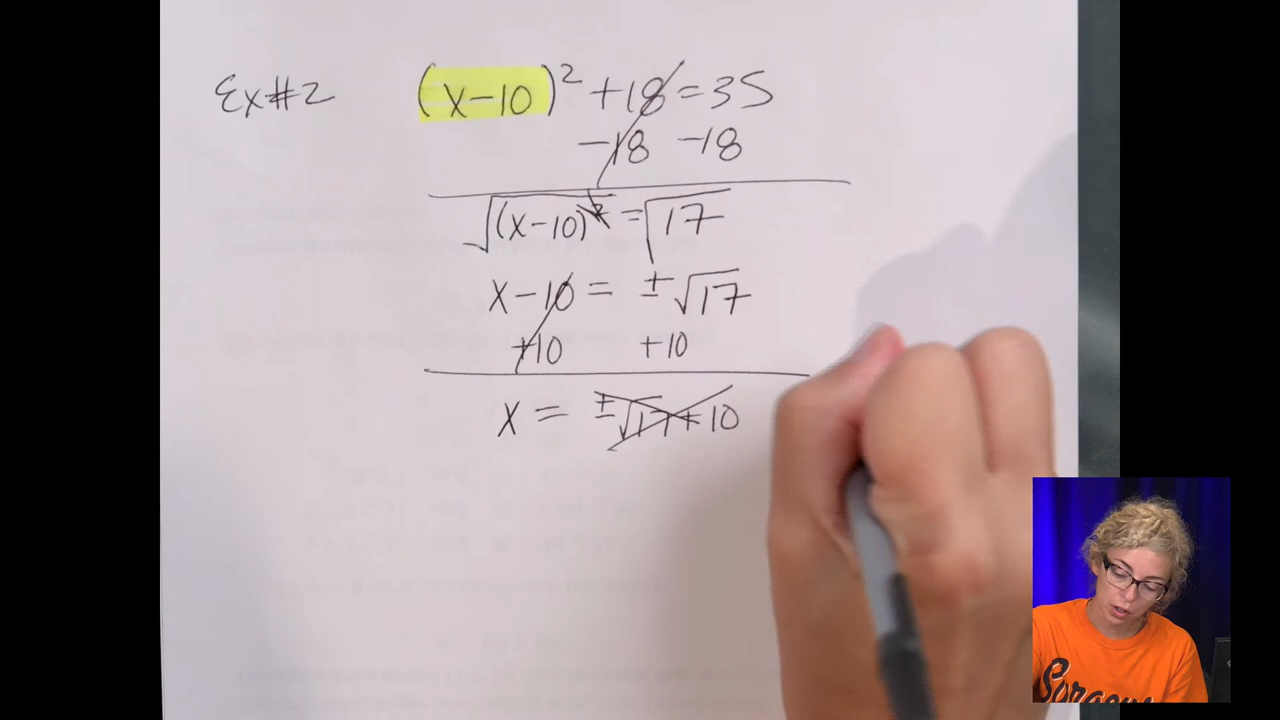 Ex#2 (x-10)² +18=35
-18 -18
√(x-10)² = √17
x-10 = ±√17
+10 +10
x = ±√17+10